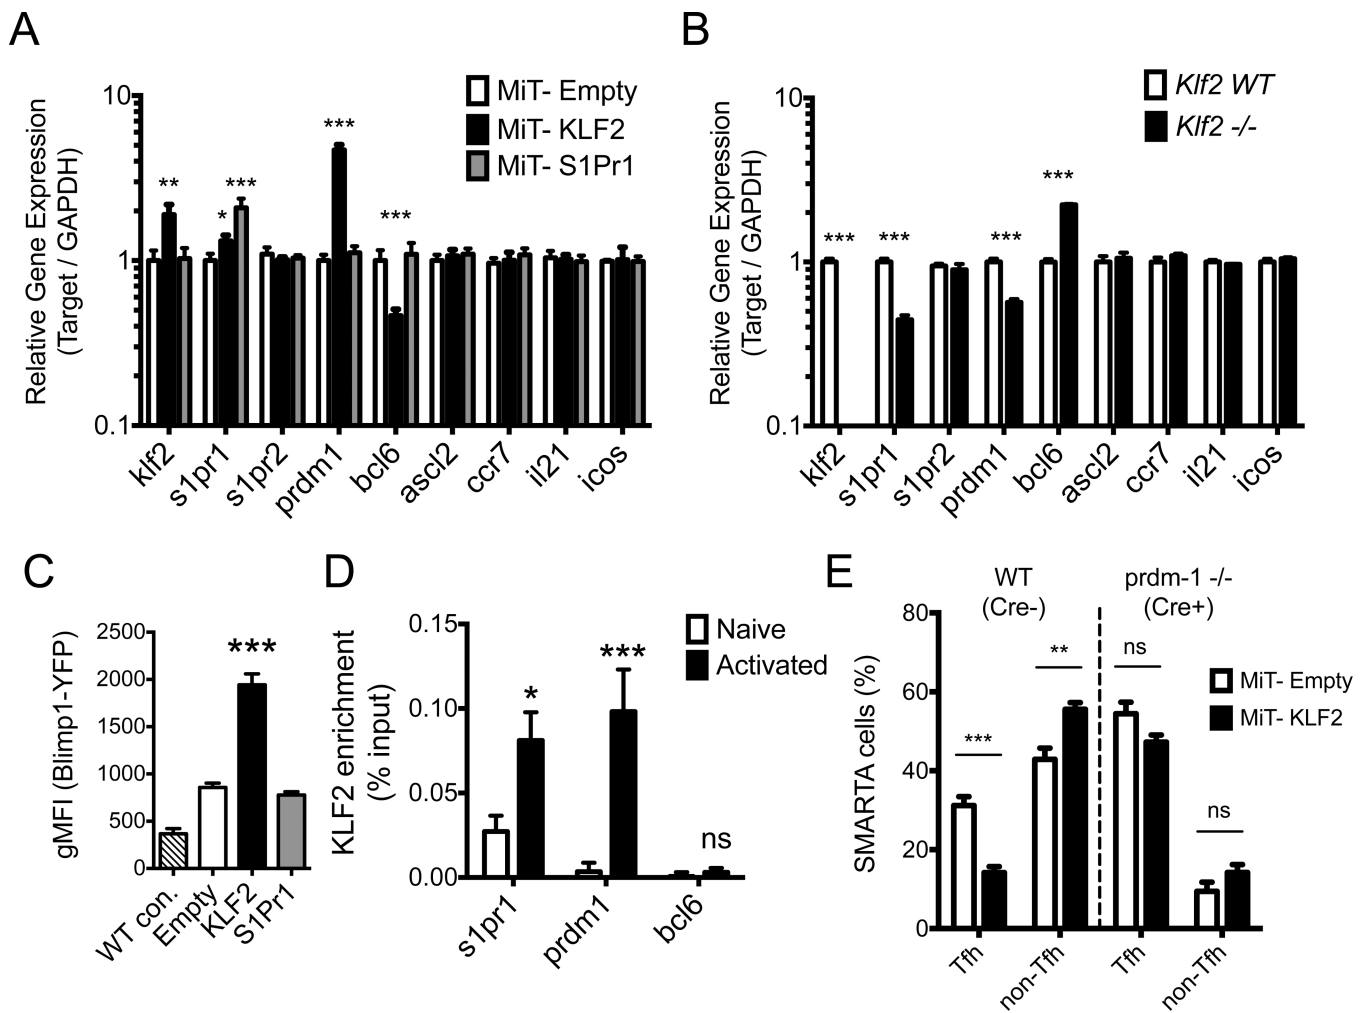 A
Relative Gene Expression
(Target / GAPDH)
10
1
0.1
MiT- Empty
MiT- KLF2
MiT- S1Pr1
**
*
***
***
***
klf2
s1pr1
s1pr2
prdm1
bcl6
ascl2
ccr7
il21
icos
B
Relative Gene Expression
(Target / GAPDH)
10
1
0.1
Klf2 WT
Klf2 -/-
***
***
***
***
klf2
s1pr1
s1pr2
prdm1
bcl6
ascl2
ccr7
il21
icos
C
gMFI (Blimp1-YFP)
2500
2000
1500
1000
500
0
***
WT con.
Empty
KLF2
S1Pr1
D
KLF2 enrichment
(% input)
0.15
0.10
0.05
0.00
Naive
Activated
*
***
ns
s1pr1
prdm1
bcl6
E
WT
(Cre-)
prdm-1 -/-
(Cre+)
SMARTA cells (%)
80
60
40
20
0
MiT- Empty
MiT- KLF2
***
**
ns
ns
Tfh
non-Tfh
Tfh
non-Tfh